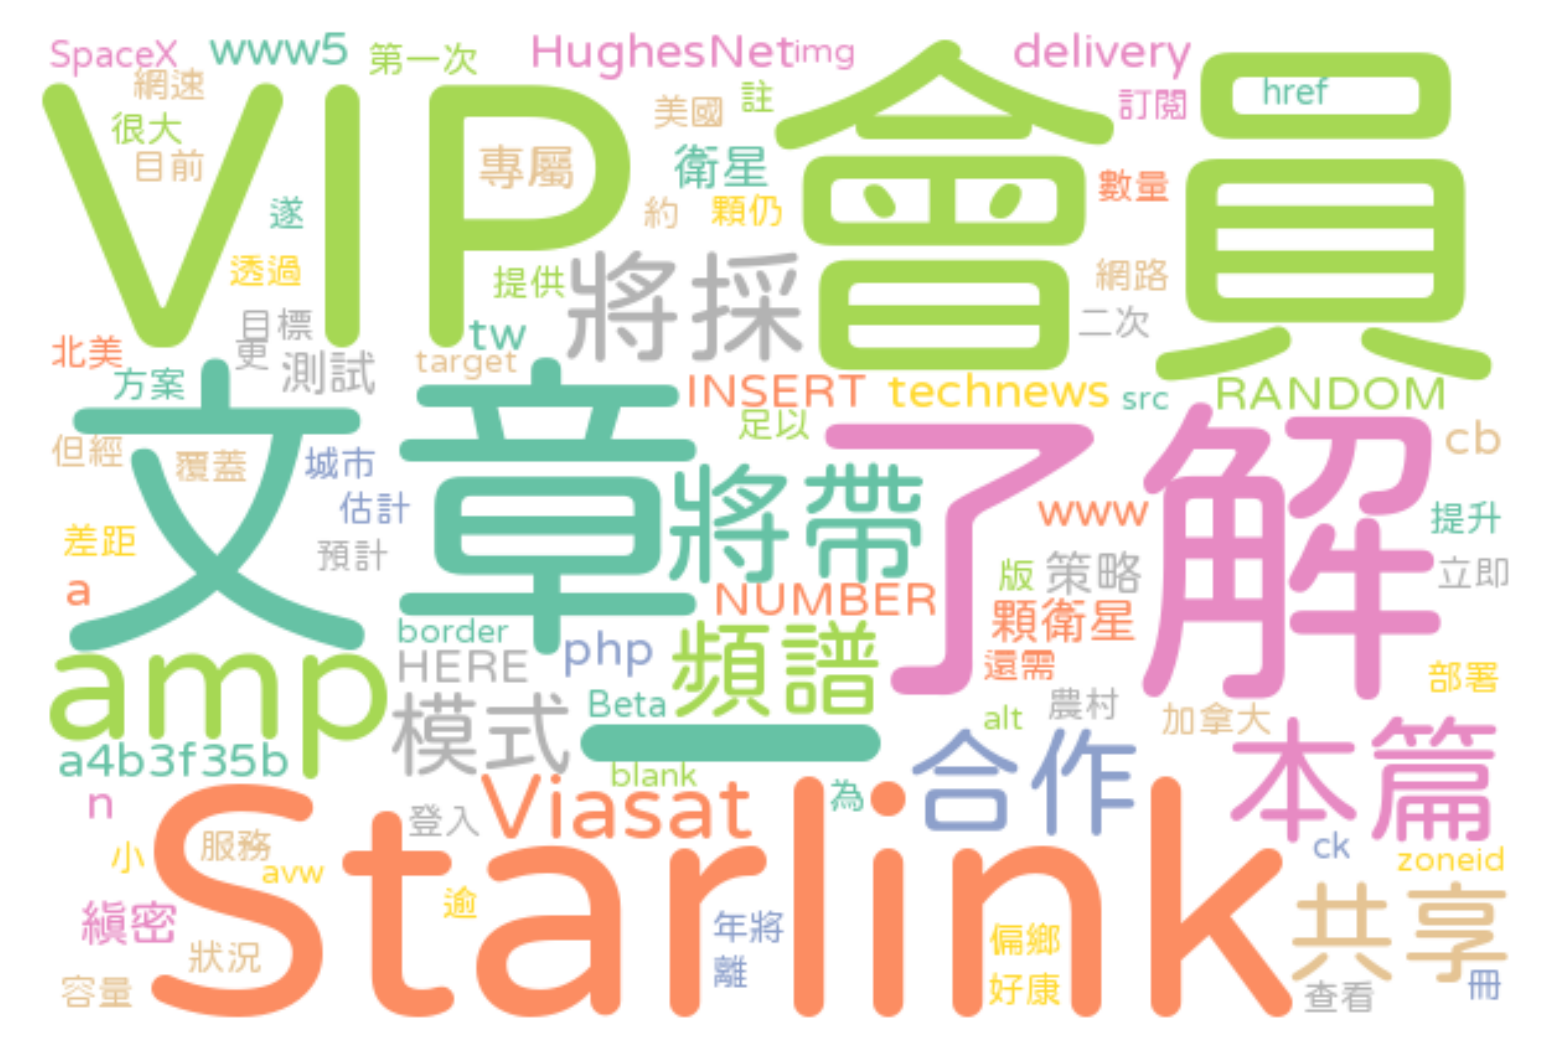 SpaceX
www5
第一次
HughesNet
img
delivery
網速
很大
目前
VIP
專屬
美國
註
會員
訂閱
href
衛星
數量
遂
約
顆仍
透過
提供
將採
網路
目標
二次
更
tw
北美
測試
target
方案
INSERT
technews
src
RANDOM
足以
文章
了解
cb
但經
覆蓋
城市
將帶
估計
www
提升
差距
預計
版
策略
立即
a
NUMBER
顆衛星
border
php
頻譜
還需
部署
amp
HERE
模式
Beta
一
alt
農村
加拿大
a4b3f35b
合作
本篇
blank
n
登入
Viasat
為
小
服務
Starlink
ck
zoneid
avw
逾
共享
縝密
年將
偏鄉
狀況
離
容量
好康
查看
冊